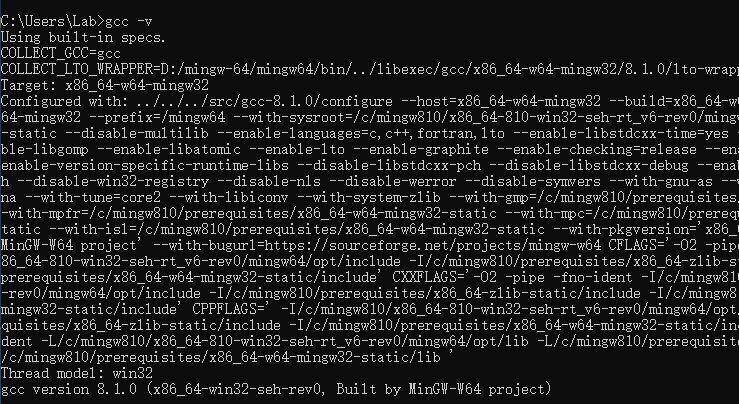 C:\Users\Lab>gcc -v
Using built-in specs.
COLLECT_GCC=gcc
COLLECT_LTO_WRAPPER=D:/mingw-64/mingw64/bin/../libexec/gcc/x86_64-w64-mingw32/8.1.0/lto-wrapp
Target: x86_64-w64-mingw32
Configured with: ../../../src/gcc-8.1.0/configure --host=x86_64-w64-mingw32 --build=x86_64-w
64-mingw32 --prefix=/mingw64 --with-sysroot=/c/mingw810/x86_64-810-win32-seh-rt_v6-rev0/ming
-static --disable-multilib --enable-languages=c,c++,fortran,lto --enable-libstdcxx-time=yes
ble-libgomp --enable-libatomic --enable-lto --enable-graphite --enable-checking=release --en
enable-version-specific-runtime-libs --disable-libstdcxx-pch --disable-libstdcxx-debug --ena
h --disable-win32-registry --disable-nls --disable-werror --disable-symvers --with-gnu-as --w
na --with-tune=core2 --with-libiconv --with-system-zlib --with-gmp=/c/mingw810/prerequisites/
-with-mpfr=/c/mingw810/prerequisites/x86_64-w64-mingw32-static --with-mpc=/c/mingw810/prereq
tatic --with-isl=/c/mingw810/prerequisites/x86_64-w64-mingw32-static --with-pkgversion='x86_
MinGW-W64 project' --with-bugurl=https://sourceforge.net/projects/mingw-w64 CFLAGS='-O2 -pip
86_64-810-win32-seh-rt_v6-rev0/mingw64/opt/include -I/c/mingw810/prerequisites/x86_64-zlib-s
prerequisites/x86_64-w64-mingw32-static/include' CXXFLAGS='-O2 -pipe -fno-ident -I/c/mingw81
-rev0/mingw64/opt/include -I/c/mingw810/prerequisites/x86_64-zlib-static/include -I/c/mingw8
mingw32-static/include' CPPFLAGS=' -I/c/mingw810/x86_64-810-win32-seh-rt_v6-rev0/mingw64/opt
quisites/x86_64-zlib-static/include -I/c/mingw810/prerequisites/x86_64-w64-mingw32-static/in
dent -L/c/mingw810/x86_64-810-win32-seh-rt_v6-rev0/mingw64/opt/lib -L/c/mingw810/prerequisit
/c/mingw810/prerequisites/x86_64-w64-mingw32-static/lib '
Thread model: win32
gcc version 8.1.0 (x86_64-win32-seh-rev0, Built by MinGW-W64 project)